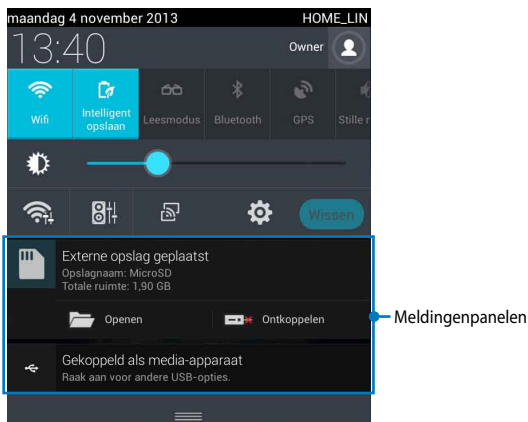 maandag 4 november 2013 HOME_LIN
13:40 Owner
Wifi Intelligent opslaan Leesmodus Bluetooth GPS Stille r
Wissen
Externe opslag geplaatst
Opslagnaam: MicroSD
Totale ruimte: 1,90 GB
Openen Ontkoppelen
Meldingenpanelen
Gekoppeld als media-apparaat
Raak aan voor andere USB-opties.